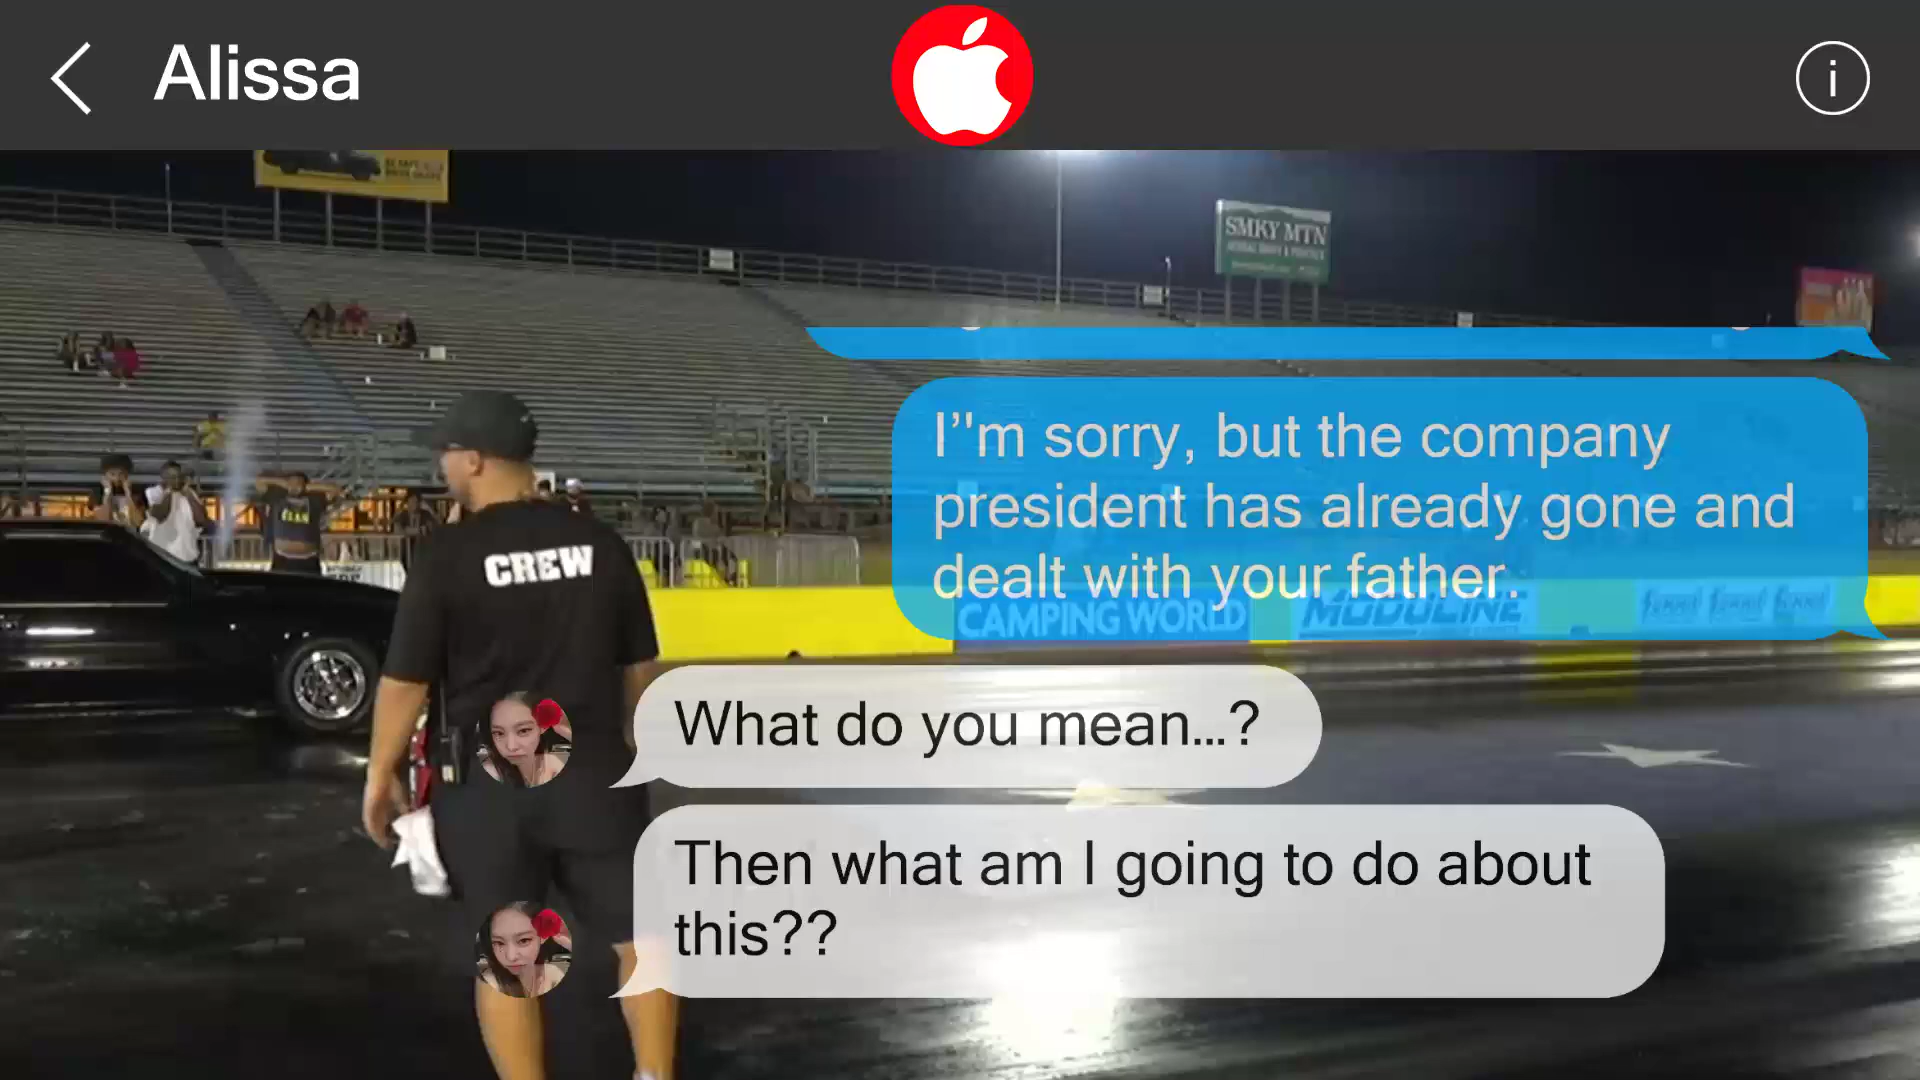 Alissa
i
SMKY MTN
I’'m sorry, but the company
president has already gone and
dealt with your father.
CREW
CAMPING WORLD
MODULINE
What do you mean...?
Then what am I going to do about
this??